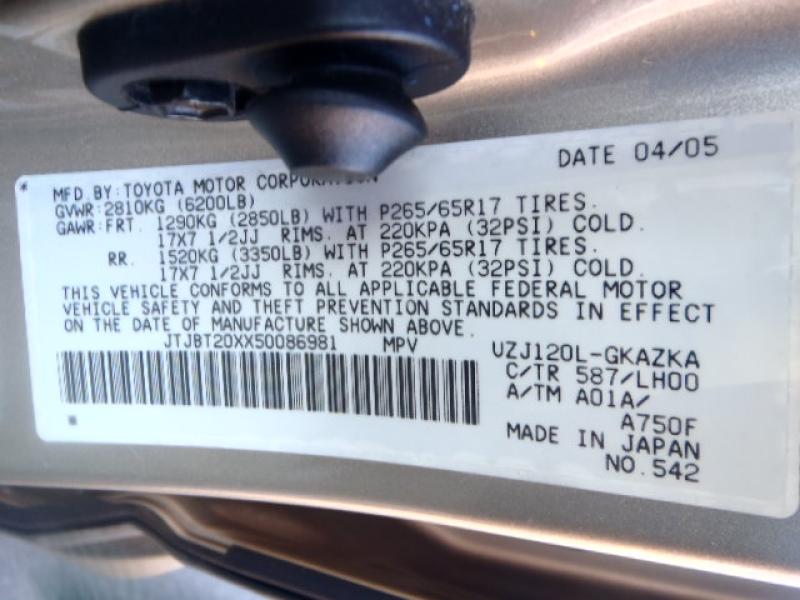 DATE 04/05
MFD. BY: TOYOTA MOTOR CORPORATION
GVWR: 2810KG (6200LB)
GAWR: FRT. 1290KG (2850LB) WITH P265/65R17 TIRES.
17X7 1/2JJ RIMS. AT 220KPA (32PSI) COLD.
RR. 1520KG (3350LB) WITH P265/65R17 TIRES.
17X7 1/2JJ RIMS. AT 220KPA (32PSI) COLD.
THIS VEHICLE CONFORMS TO ALL APPLICABLE FEDERAL MOTOR
VEHICLE SAFETY AND THEFT PREVENTION STANDARDS IN EFFECT
ON THE DATE OF MANUFACTURE SHOWN ABOVE.
JTJBT20XX50086981 MPV
UZJ120L-GKAZKA
C/TR 587/LH00
A/TM A01A/
A750F
MADE IN JAPAN
NO.542